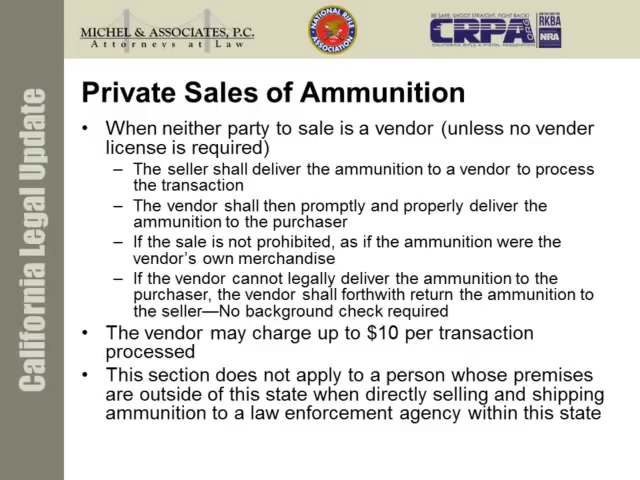 MICHEL & ASSOCIATES, P.C.
Attorneys at Law
NATIONAL RIFLE
ASSOCIATION
CRPA
.ORG
RKBA
NRA
California Legal Update
Private Sales of Ammunition
• When neither party to sale is a vendor (unless no vender
license is required)
– The seller shall deliver the ammunition to a vendor to process
the transaction
– The vendor shall then promptly and properly deliver the
ammunition to the purchaser
– If the sale is not prohibited, as if the ammunition were the
vendor's own merchandise
– If the vendor cannot legally deliver the ammunition to the
purchaser, the vendor shall forthwith return the ammunition to
the seller—No background check required
• The vendor may charge up to $10 per transaction
processed
• This section does not apply to a person whose premises
are outside of this state when directly selling and shipping
ammunition to a law enforcement agency within this state